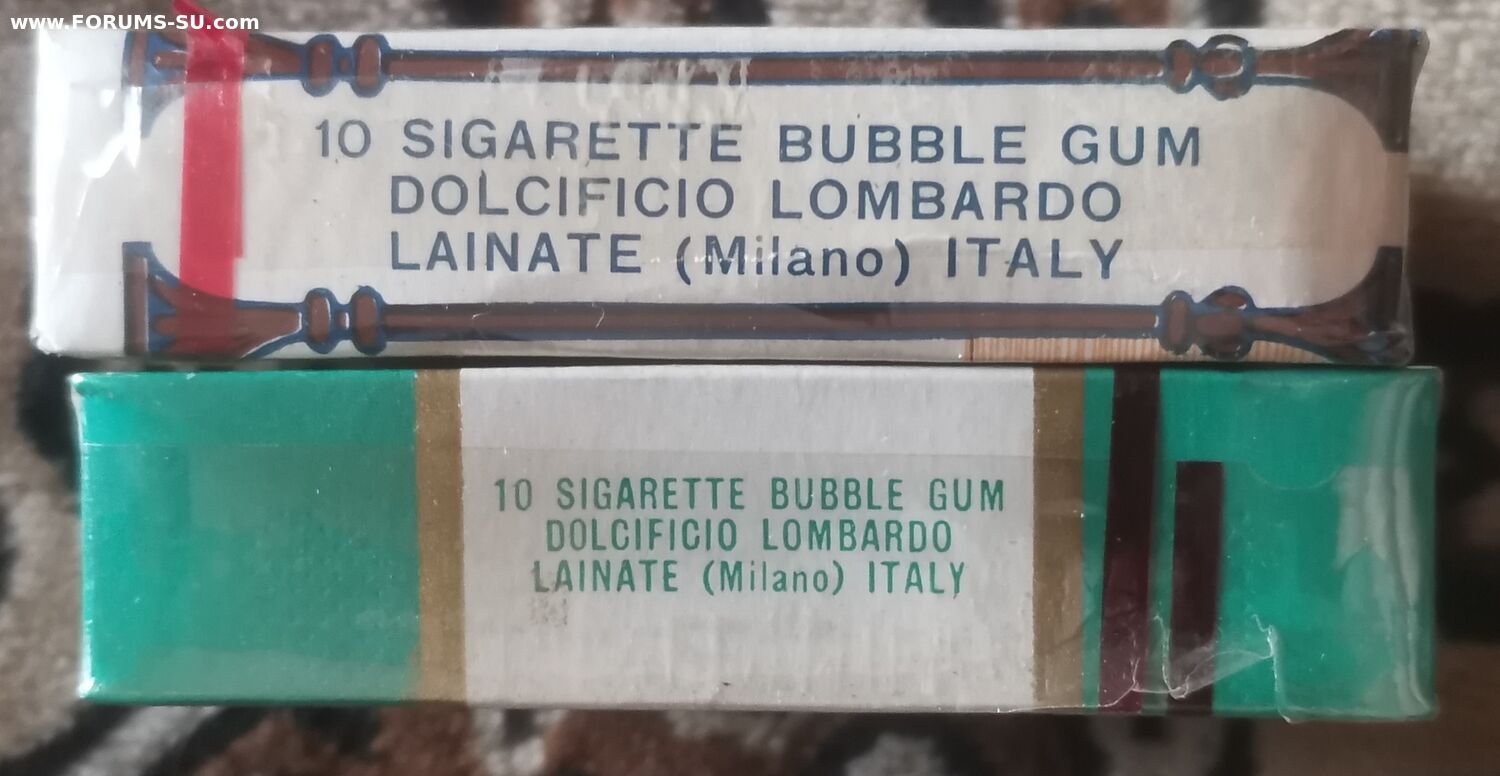 www.FORUMS-SU.com
10 SIGARETTE BUBBLE GUM
DOLCIFICIO LOMBARDO
LAINATE (Milano) ITALY
10 SIGARETTE BUBBLE GUM
DOLCIFICIO LOMBARDO
LAINATE (Milano) ITALY